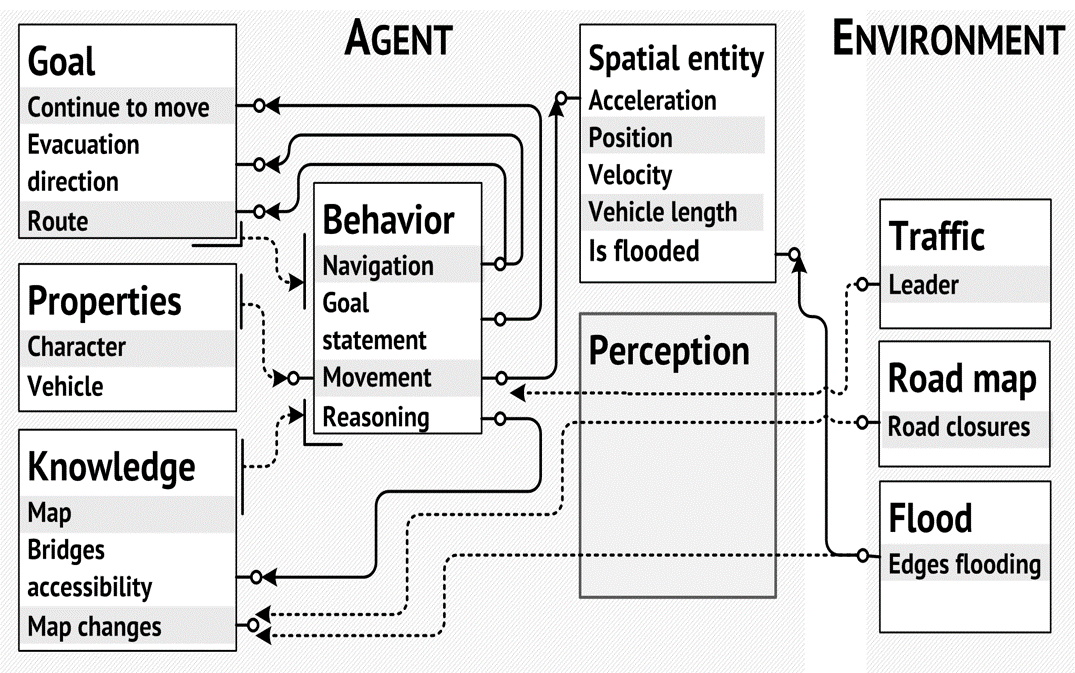 AGENT
ENVIRONMENT
Goal
Continue to move
Evacuation
direction
Route
Properties
Character
Vehicle
Knowledge
Map
Bridges
accessibility
Map changes
Behavior
Navigation
Goal
statement
Movement
Reasoning
Spatial entity
Acceleration
Position
Velocity
Vehicle length
Is flooded
Perception
Traffic
Leader
Road map
Road closures
Flood
Edges flooding